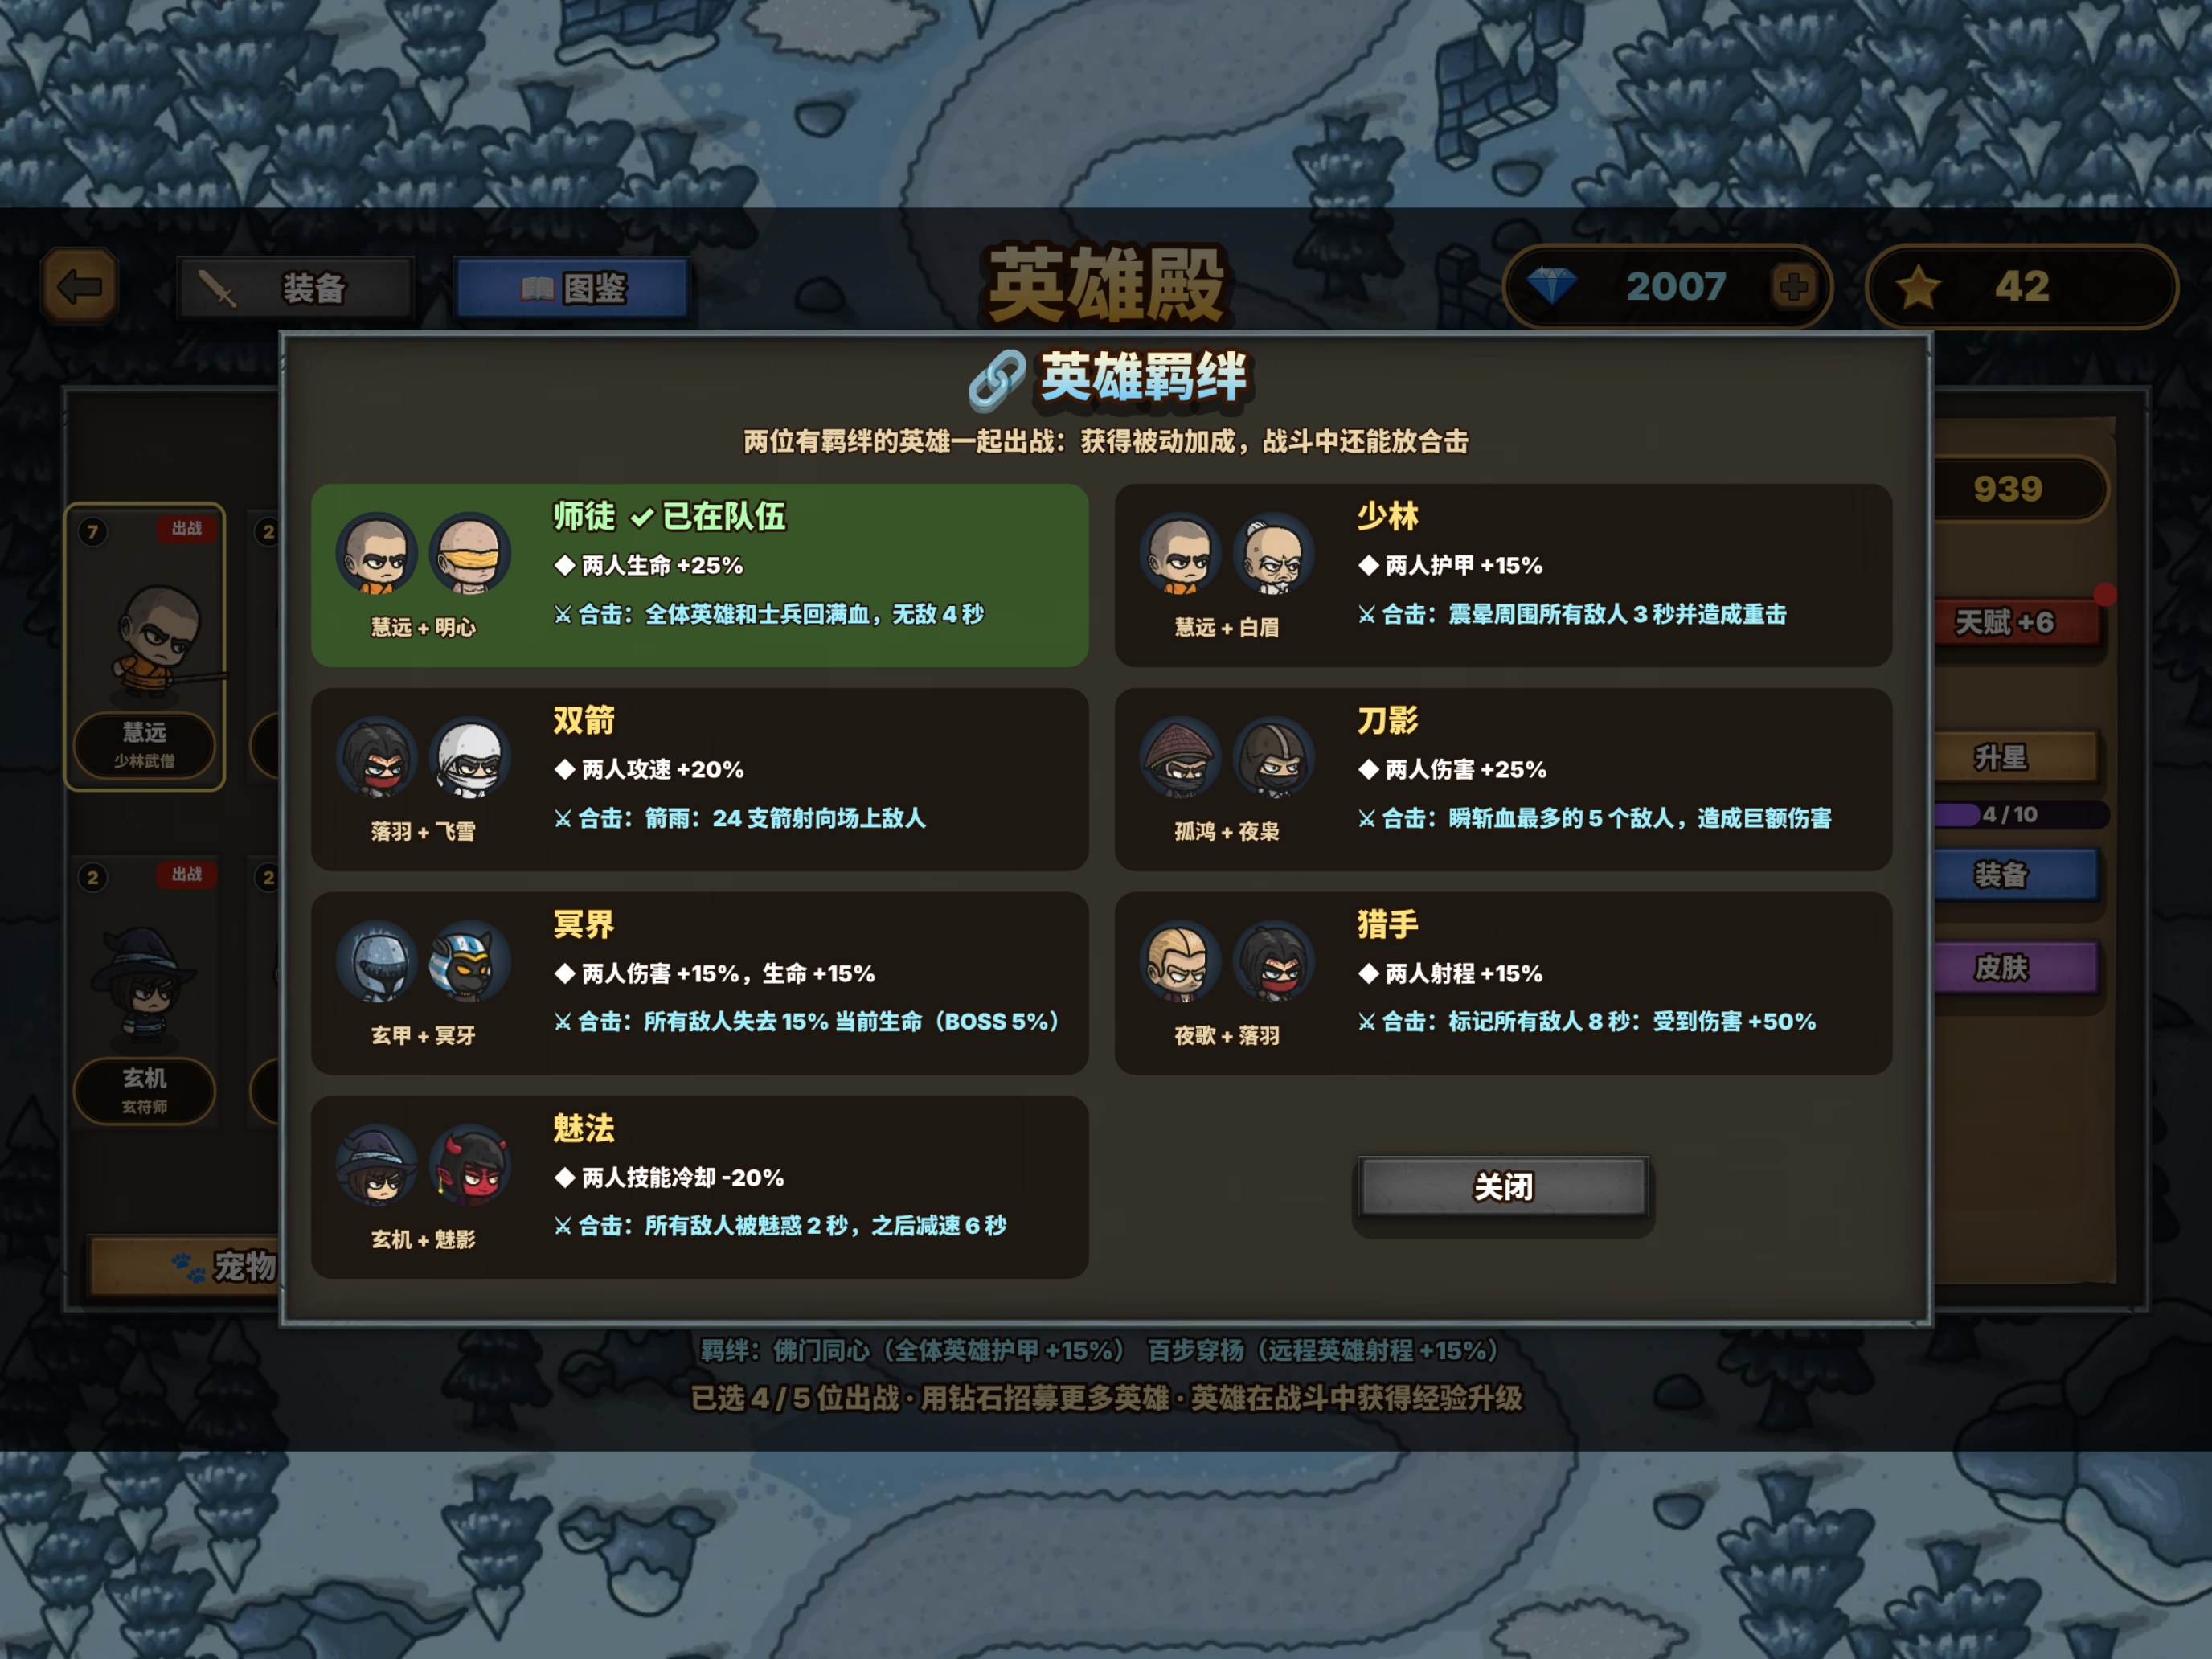 装备
图鉴
英雄殿
2007
42
英雄羁绊
两位有羁绊的英雄一起出战：获得被动加成，战斗中还能放合击
师徒 ✓ 已在队伍
◆ 两人生命 +25%
⚔ 合击：全体英雄和士兵回满血，无敌 4 秒
慧远 + 明心
少林
◆ 两人护甲 +15%
⚔ 合击：震晕周围所有敌人 3 秒并造成重击
慧远 + 白眉
双箭
◆ 两人攻速 +20%
⚔ 合击：箭雨：24 支箭射向场上敌人
落羽 + 飞雪
刀影
◆ 两人伤害 +25%
⚔ 合击：瞬斩血最多的 5 个敌人，造成巨额伤害
孤鸿 + 夜枭
冥界
◆ 两人伤害 +15%，生命 +15%
⚔ 合击：所有敌人失去 15% 当前生命（BOSS 5%）
玄甲 + 冥牙
猎手
◆ 两人射程 +15%
⚔ 合击：标记所有敌人 8 秒：受到伤害 +50%
夜歌 + 落羽
魅法
◆ 两人技能冷却 -20%
⚔ 合击：所有敌人被魅惑 2 秒，之后减速 6 秒
玄机 + 魅影
关闭
7
出战
2
慧远
少林武僧
2
出战
2
玄机
玄符师
宠物
939
天赋 +6
升星
4 / 10
装备
皮肤
羁绊：佛门同心（全体英雄护甲 +15%） 百步穿杨（远程英雄射程 +15%）
已选 4 / 5 位出战 · 用钻石招募更多英雄 · 英雄在战斗中获得经验升级